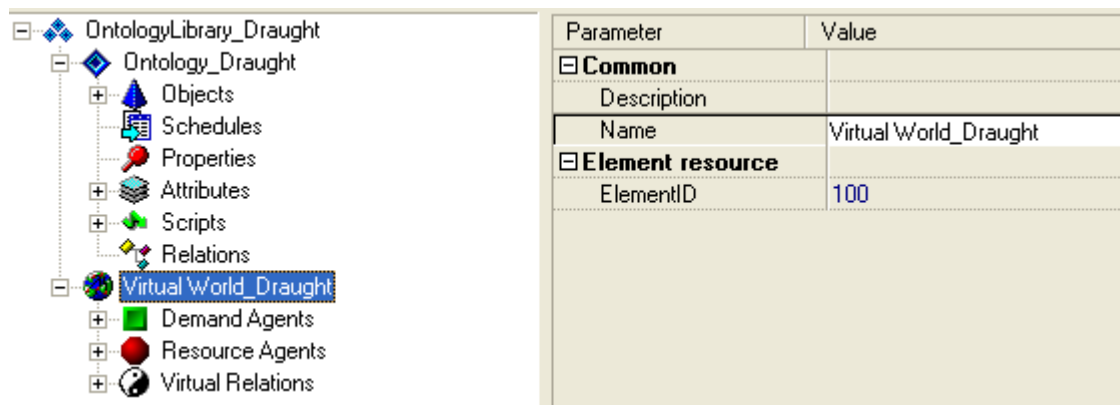 OntologyLibrary_Draught
Ontology_Draught
Objects
Schedules
Properties
Attributes
Scripts
Relations
Virtual World_Draught
Demand Agents
Resource Agents
Virtual Relations
Parameter Value
Common
Description
Name Virtual World_Draught
Element resource
ElementID 100